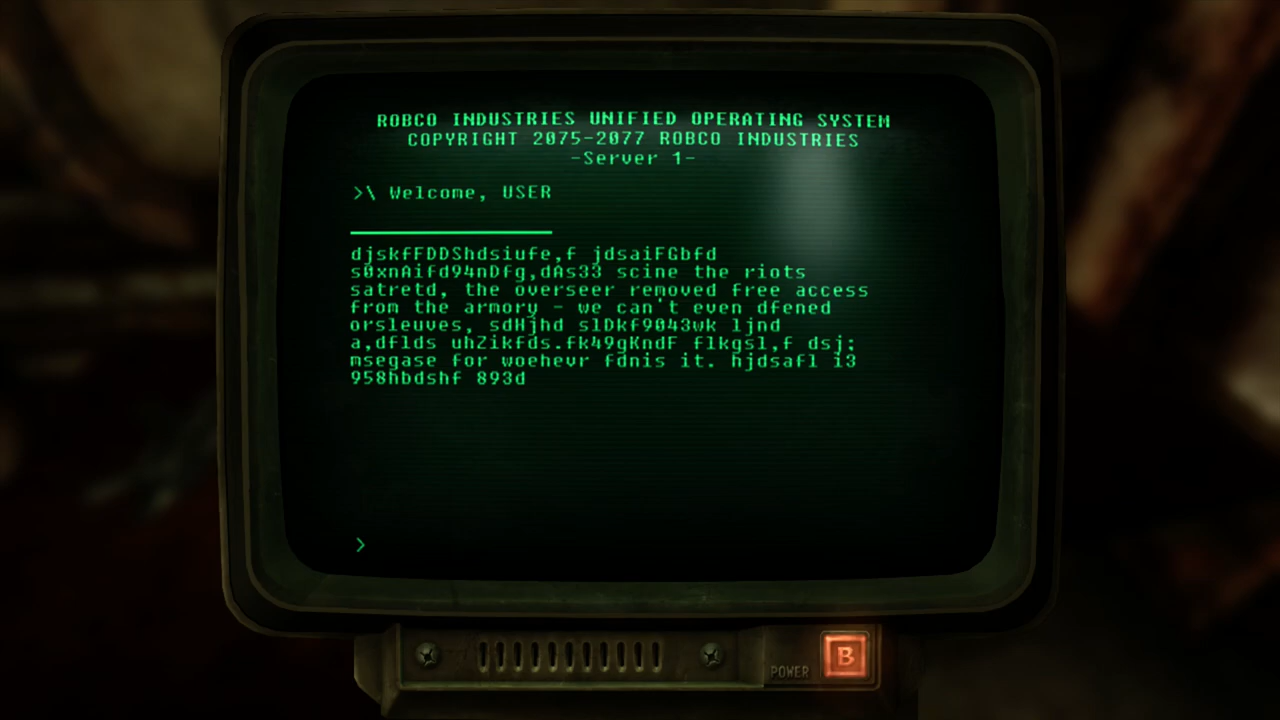 ROBCO INDUSTRIES UNIFIED OPERATING SYSTEM
COPYRIGHT 2075-2077 ROBCO INDUSTRIES
-Server 1-
>\ Welcome, USER
djskfFDDShdsiufe,f jdsaiFGbfd
s0xnAifd94nDfg,dAs33 scine the riots
satretd, the overseer removed free access
from the armory - we can't even dfened
orsleuves, sdHjhd slDkf9043wk ljnd
a,dflds uhZikfds.fk49gKndF flkgsl,f dsj;
msegase for woehevr fdnis it. hjdsafl i3
958hbdshf 893d
>
POWER B